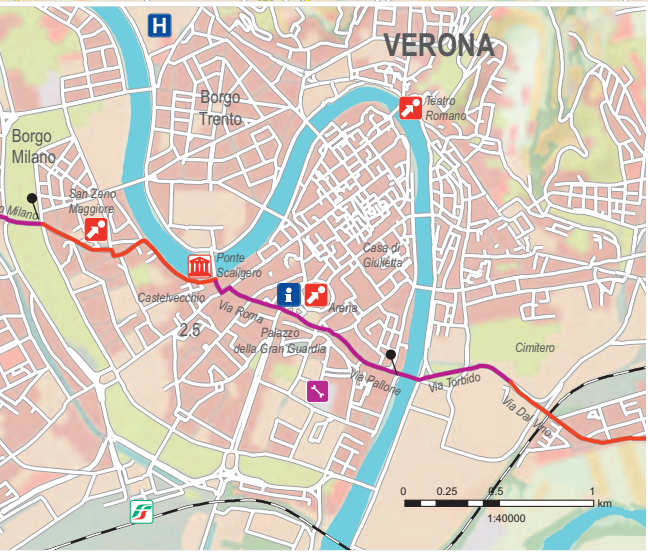 H
VERONA
Borgo
Trento
Teatro
Romano
Borgo
Milano
San Zeno
Maggiore
o Milano
Ponte
Scaligero
Casa di
Giulietta
Castelvecchio
i
Arena
Via Roma
2.5
Palazzo
della Gran Guardia
Cimitero
Via Pallone
Via Torbido
Via Dal Vino
0 0.25 0.5 1
km
1:40000